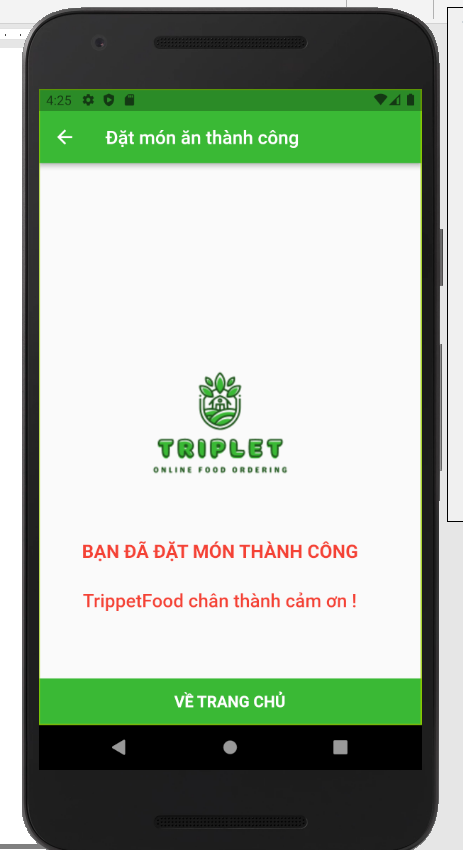 4:25
Đặt món ăn thành công
TRIPLET
ONLINE FOOD ORDERING
BẠN ĐÃ ĐẶT MÓN THÀNH CÔNG
TrippetFood chân thành cảm ơn !
VỀ TRANG CHỦ